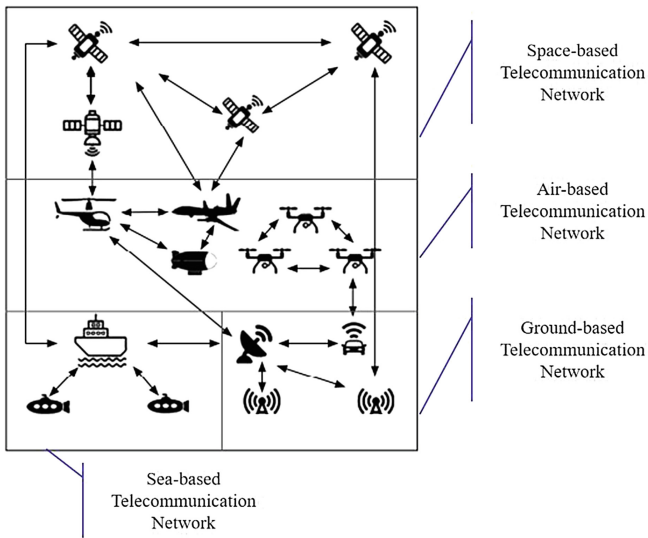 Space-based
Telecommunication
Network
Air-based
Telecommunication
Network
Ground-based
Telecommunication
Network
Sea-based
Telecommunication
Network